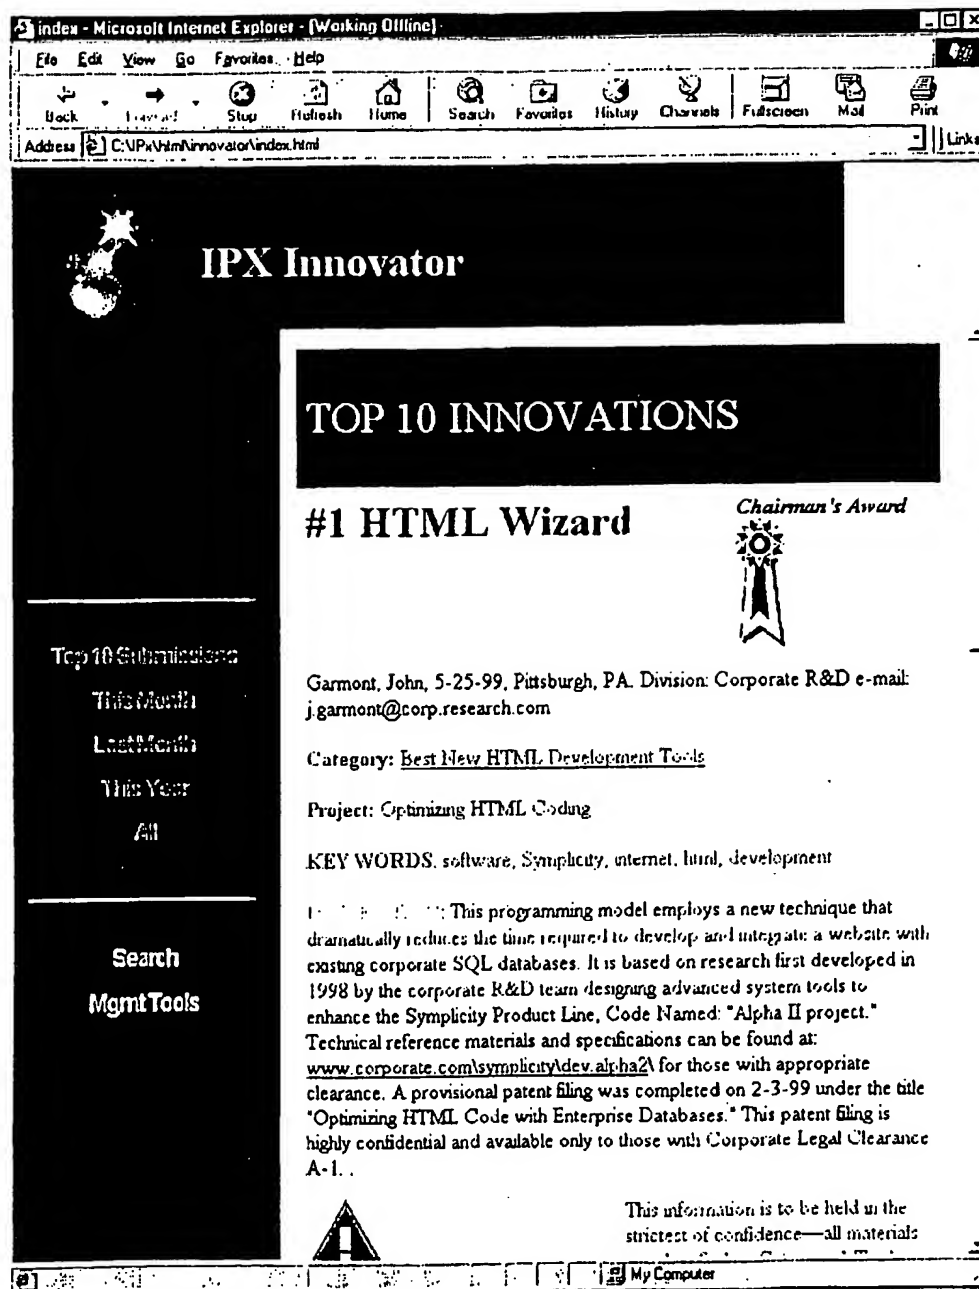 index - Microsoft Internet Explorer - [Working Offline]
File Edit View Go Favorites Help
Back Forward Stop Refresh Home Search Favorites History Channels Fullscreen Mail Print
Address C:\IPx\html\innovator\index.html Links
IPX Innovator
TOP 10 INNOVATIONS
#1 HTML Wizard
Chairman's Award
Top 10 Submissions
This Month
Last Month
This Year
All
Search
Mgmt Tools
Garmont, John, 5-25-99, Pittsburgh, PA. Division: Corporate R&D e-mail:
j.garmont@corp.research.com
Category: Best New HTML Development Tools
Project: Optimizing HTML Coding
KEY WORDS. software, Symplicity, internet, html, development
: This programming model employs a new technique that
dramatically reduces the time required to develop and integrate a website with
existing corporate SQL databases. It is based on research first developed in
1998 by the corporate R&D team designing advanced system tools to
enhance the Symplicity Product Line, Code Named: "Alpha II project."
Technical reference materials and specifications can be found at:
www.corporate.com\symplicity\dev.alpha2\ for those with appropriate
clearance. A provisional patent filing was completed on 2-3-99 under the title
"Optimizing HTML Code with Enterprise Databases." This patent filing is
highly confidential and available only to those with Corporate Legal Clearance
A-1. .
This information is to be held in the
strictest of confidence—all materials
My Computer